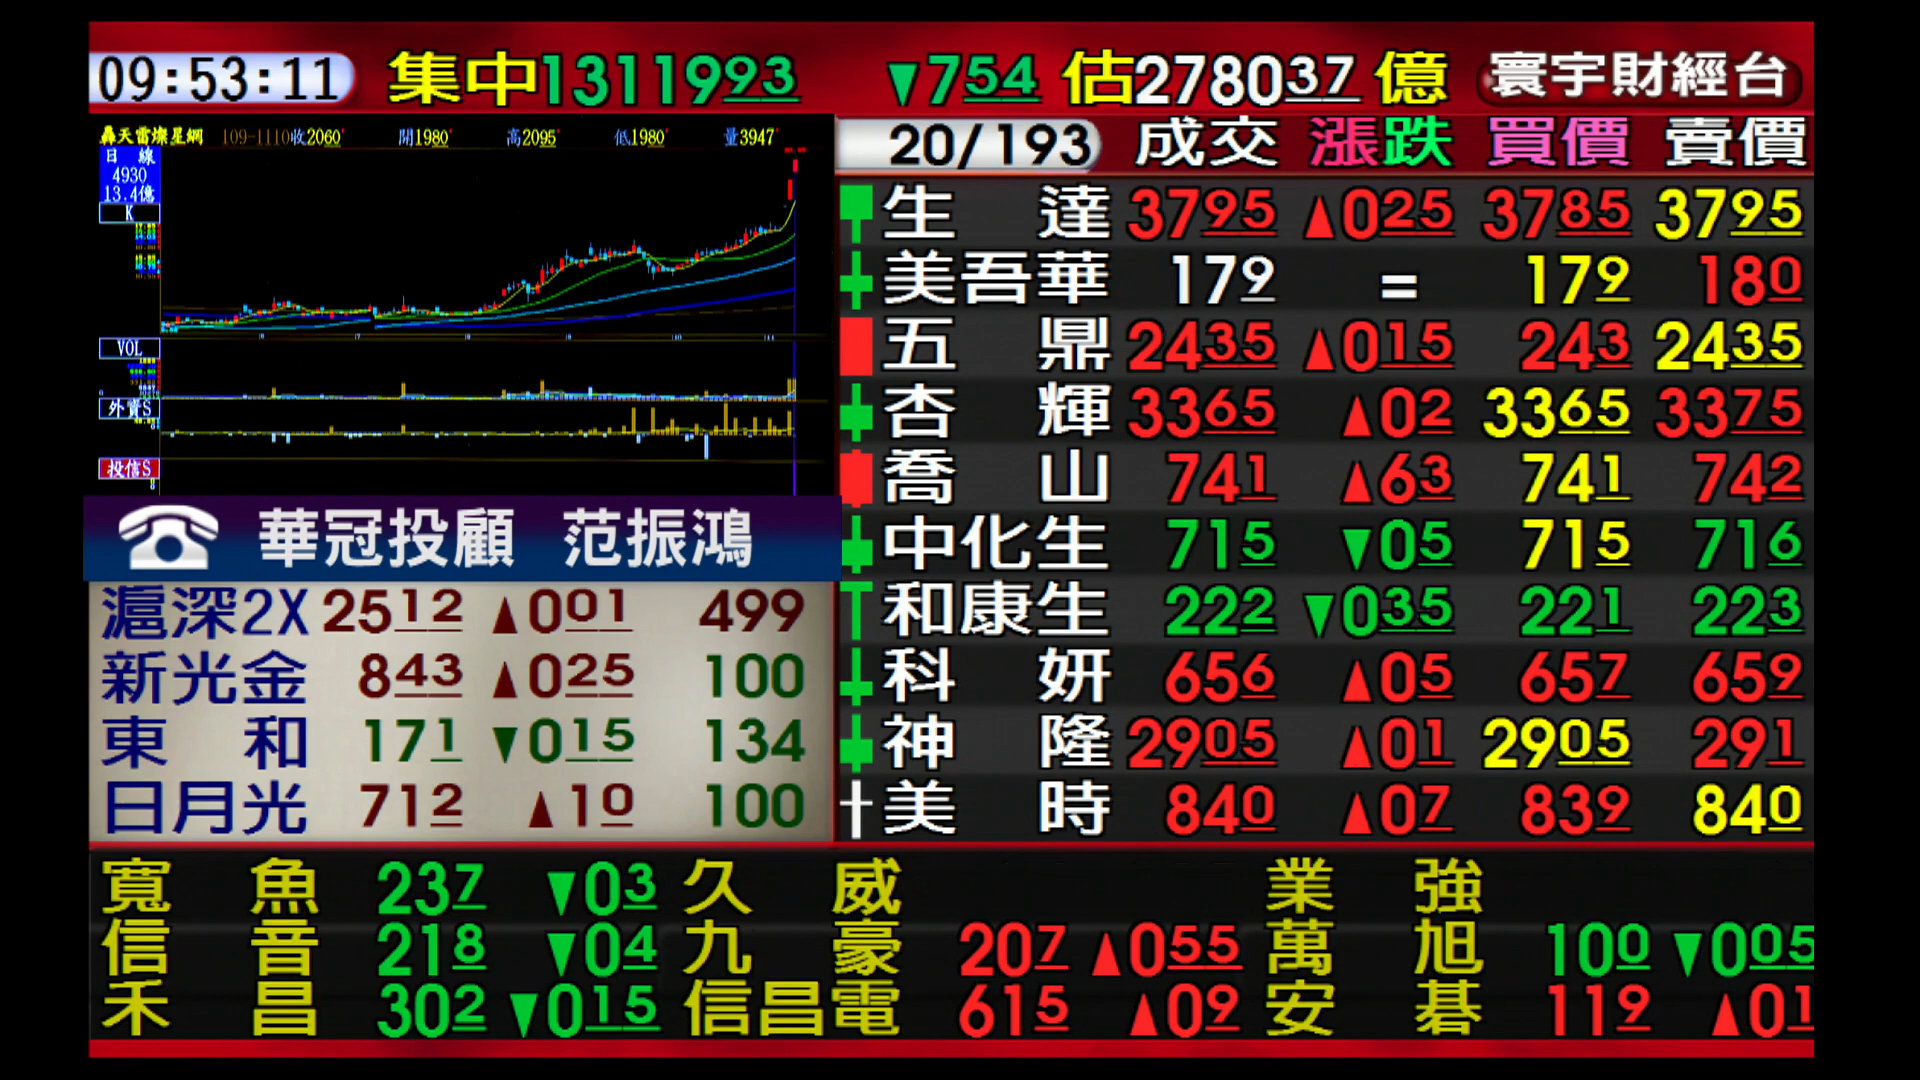 09:53:11 集中1311993 ▼754 估278037億 寰宇財經台
轟天雷燦星網 109-1110收2060 開1980 高2095 低1980 量3947
日 線
4930
13.4億
K
VOL
外資S
投信S
華冠投顧 范振鴻
滬深2X 2512 ▲001 499
新光金 843 ▲025 100
東 和 171 ▼015 134
日月光 712 ▲10 100
20/193 成交 漲跌 買價 賣價
生 達 3795 ▲025 3785 3795
美吾華 179 = 179 180
五 鼎 2435 ▲015 243 2435
杏 輝 3365 ▲02 3365 3375
喬 山 741 ▲63 741 742
中化生 715 ▼05 715 716
和康生 222 ▼035 221 223
科 妍 656 ▲05 657 659
神 隆 2905 ▲01 2905 291
美 時 840 ▲07 839 840
寬 魚 237 ▼03 久 威 業 強
信 音 218 ▼04 九 豪 207 ▲055 萬 旭 100 ▼005
禾 昌 302 ▼015 信昌電 615 ▲09 安 碁 119 ▲01